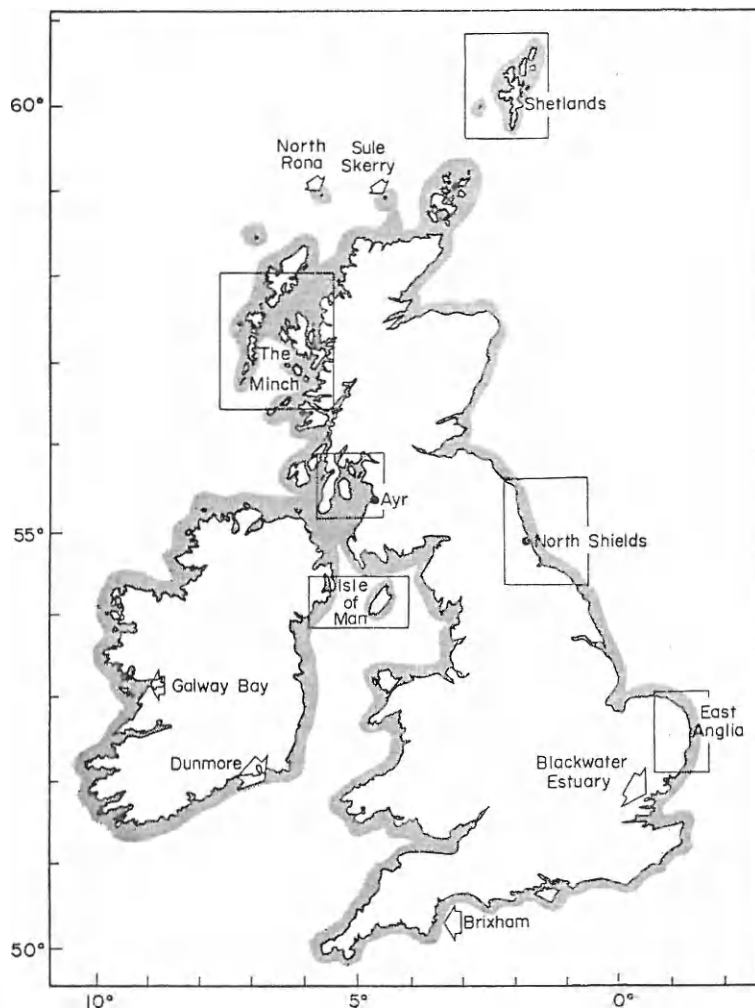 60°
Shetlands
North
Rona
Sule
Skerry
The
Minch
Ayr
55°
North Shields
Isle
of
Man
Galway Bay
East
Anglia
Dunmore
Blackwater
Estuary
Brixham
50°
10°
5°
0°